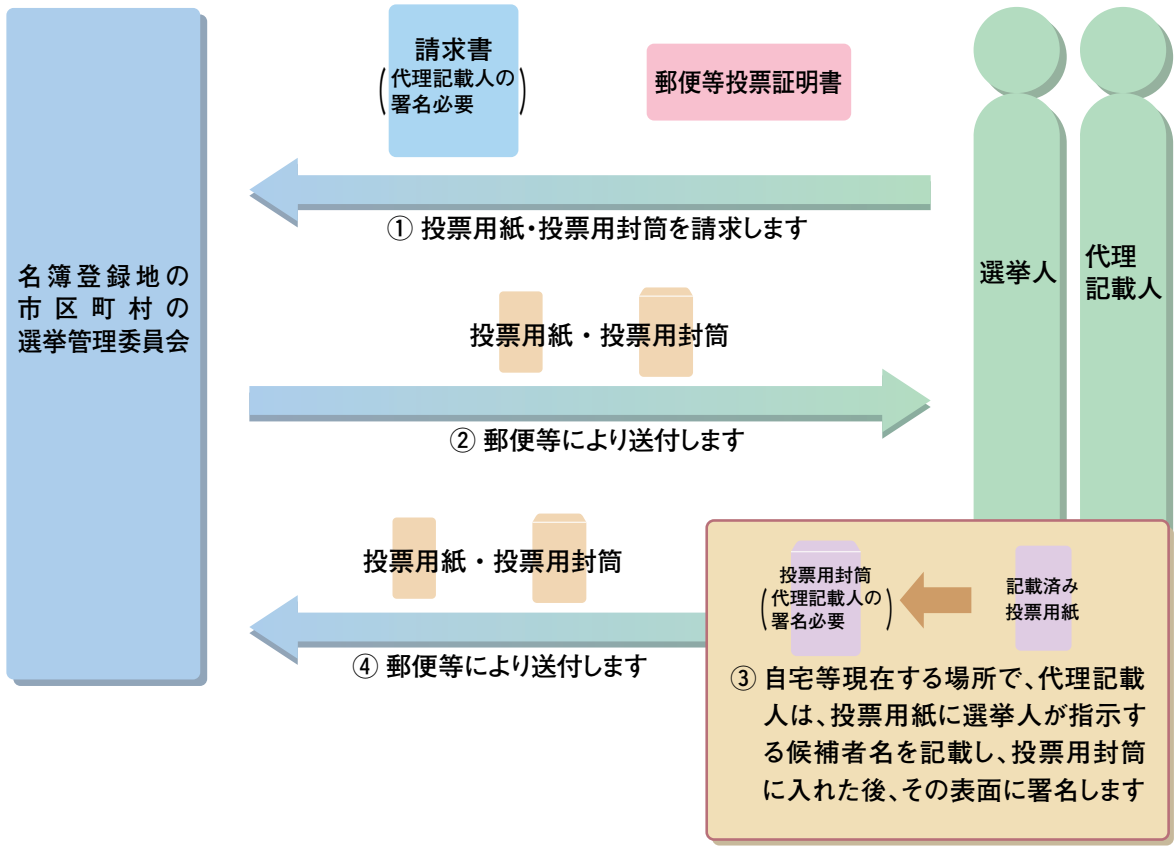 請求書
(代理記載人の
署名必要)
郵便等投票証明書
① 投票用紙・投票用封筒を請求します
名簿登録地の
市区町村の
選挙管理委員会
選挙人
代理
記載人
投票用紙・投票用封筒
② 郵便等により送付します
投票用紙・投票用封筒
④ 郵便等により送付します
投票用封筒
(代理記載人の
署名必要)
記載済み
投票用紙
③ 自宅等現在する場所で、代理記載
人は、投票用紙に選挙人が指示す
る候補者名を記載し、投票用封筒
に入れた後、その表面に署名します